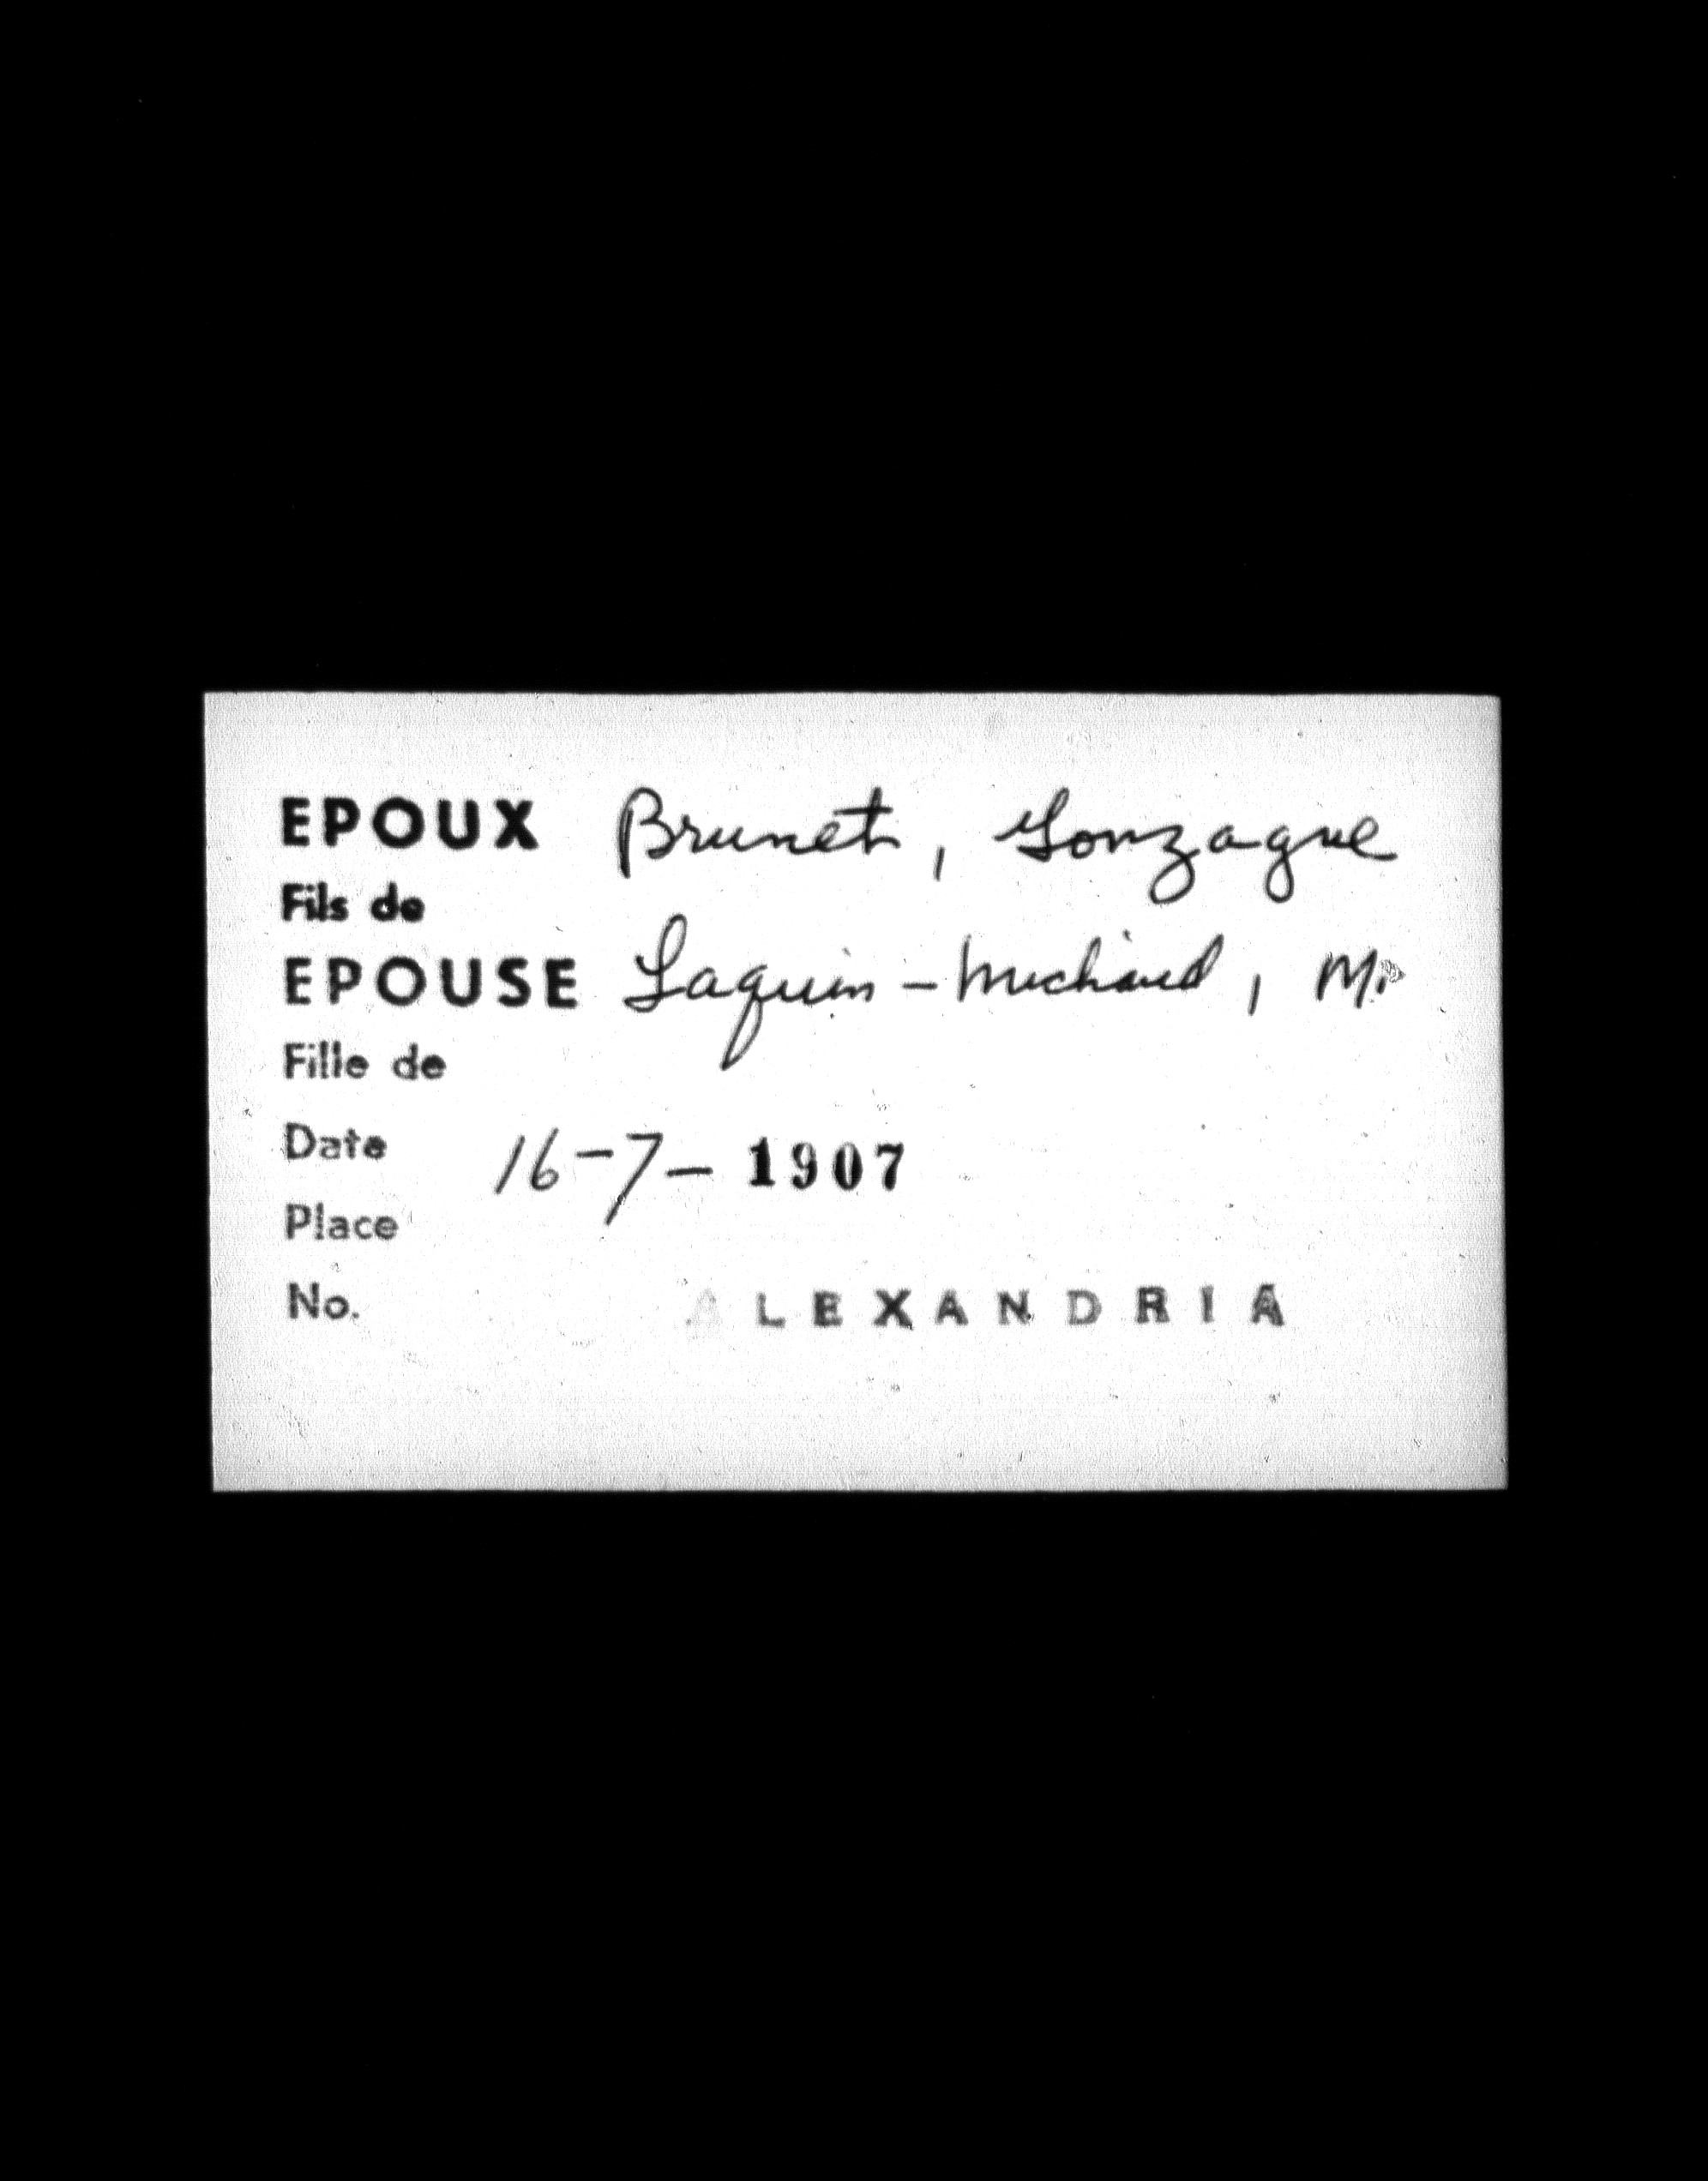 EPOUX Brunet, Gonzague
Fils de
EPOUSE Laquin-Michaud, M.
Fille de
Date 16-7-1907
Place
No. ALEXANDRIA